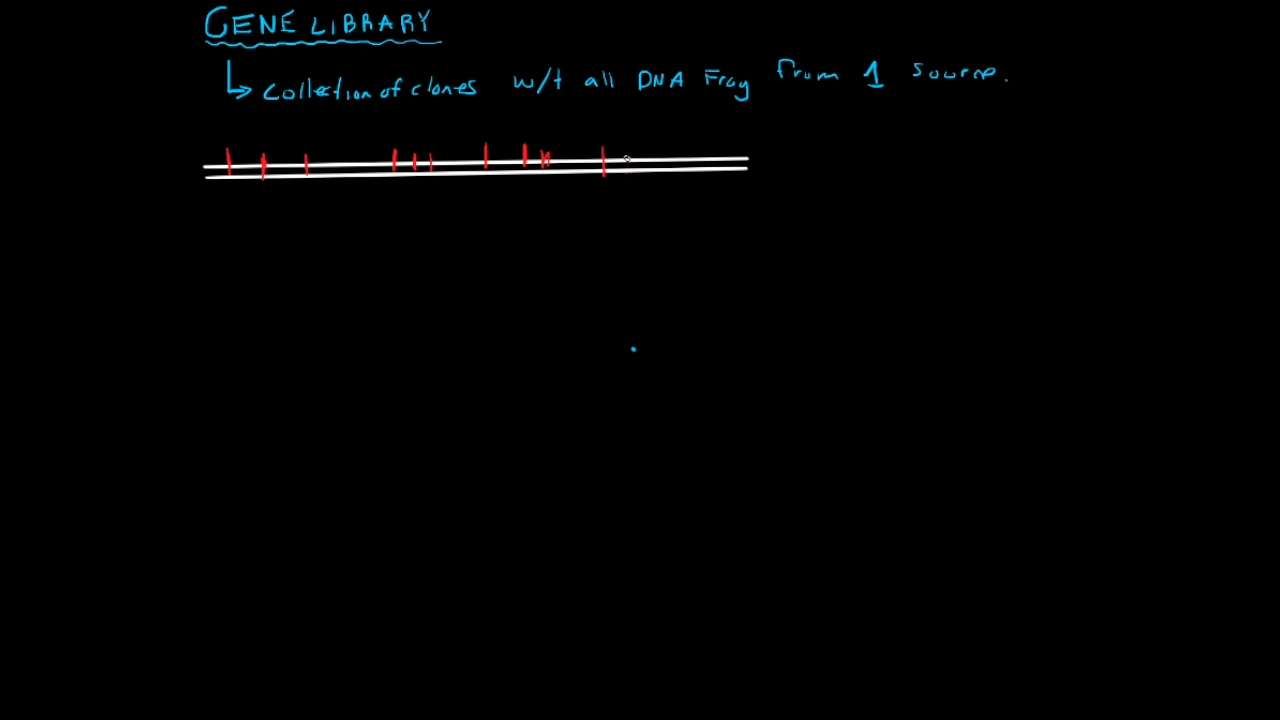 GENE LIBRARY
↳ Collection of clones w/t all DNA Frag from 1 source.